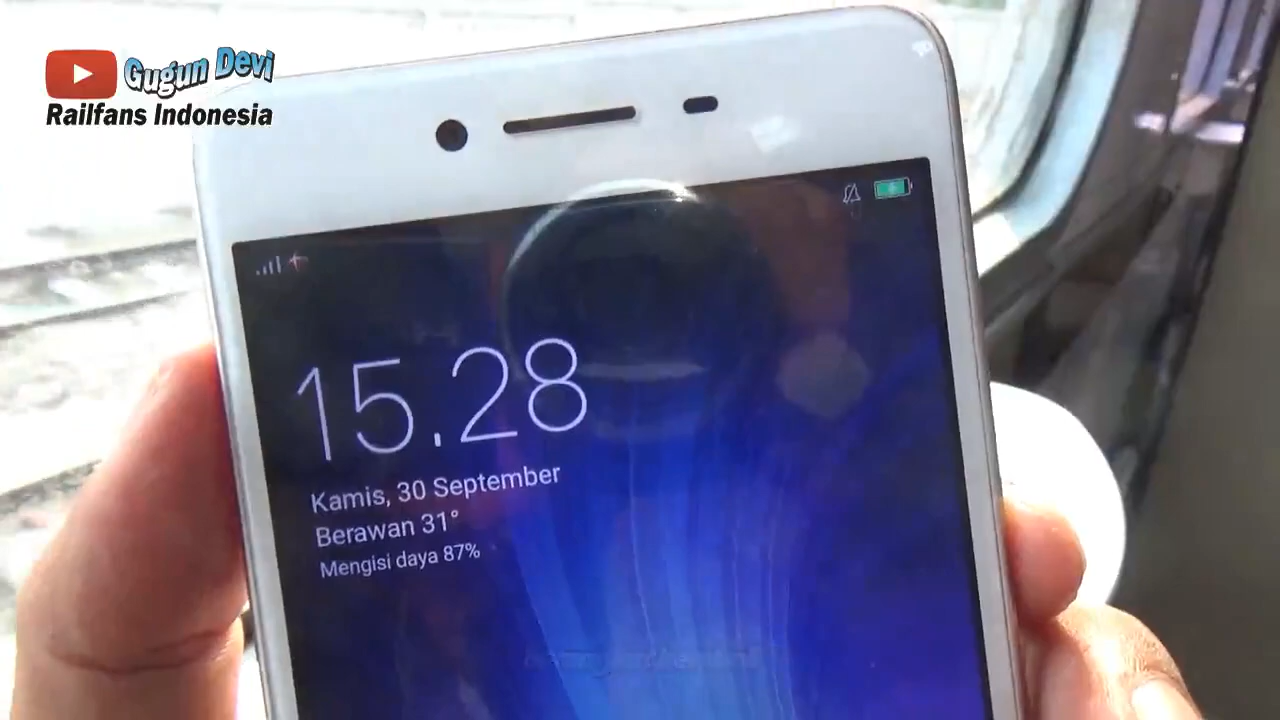 Gugun Devi
Railfans Indonesia
15.28
Kamis, 30 September
Berawan 31°
Mengisi daya 87%